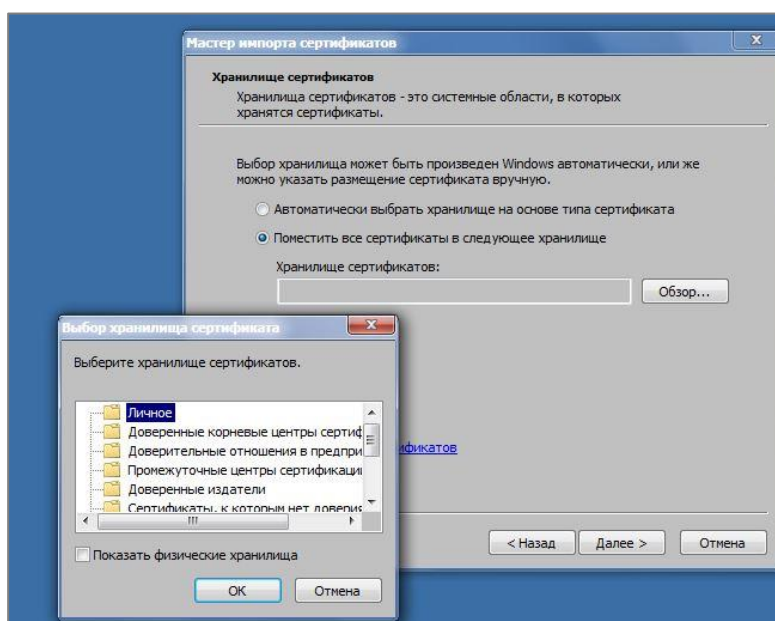 Мастер импорта сертификатов
Хранилище сертификатов
Хранилища сертификатов - это системные области, в которых
хранятся сертификаты.
Выбор хранилища может быть произведен Windows автоматически, или же
можно указать размещение сертификата вручную.
Автоматически выбрать хранилище на основе типа сертификата
Поместить все сертификаты в следующее хранилище
Хранилище сертификатов:
Обзор...
ификатов
< Назад
Далее >
Отмена
Выбор хранилища сертификата
Выберите хранилище сертификатов.
Личное
Доверенные корневые центры сертиф
Доверительные отношения в предпри
Промежуточные центры сертификаци
Доверенные издатели
Сертификаты, к которым нет доверия
Показать физические хранилища
ОК
Отмена